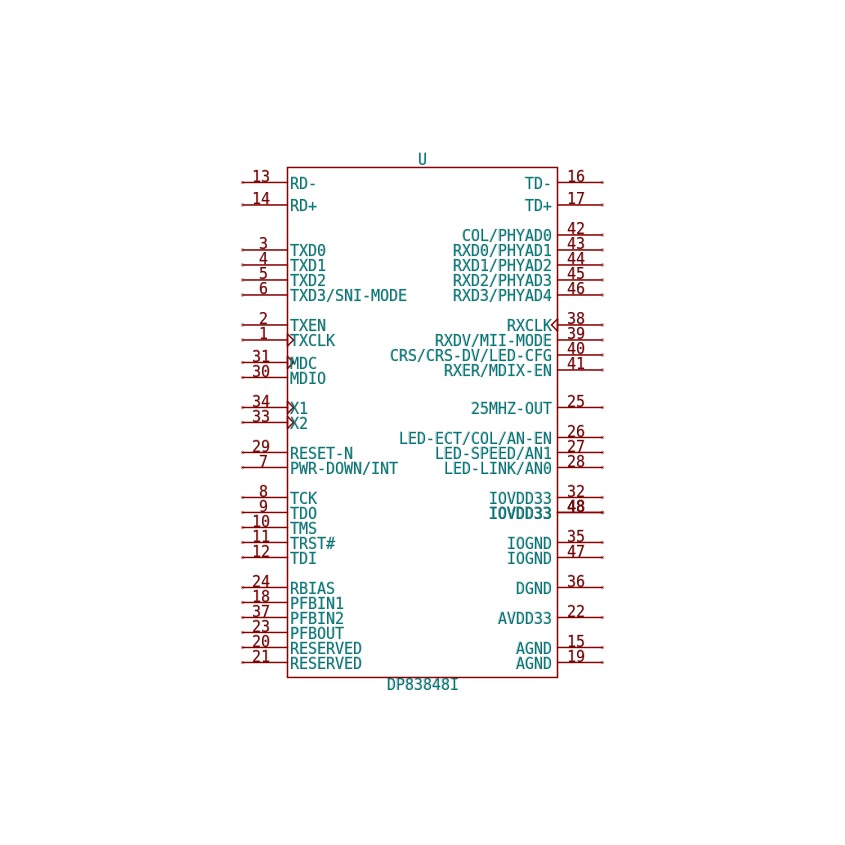 U
13 RD- TD- 16
14 RD+ TD+ 17
COL/PHYAD0 42
3 TXD0 RXD0/PHYAD1 43
4 TXD1 RXD1/PHYAD2 44
5 TXD2 RXD2/PHYAD3 45
6 TXD3/SNI-MODE RXD3/PHYAD4 46
2 TXEN RXCLK 38
1 TXCLK RXDV/MII-MODE 39
CRS/CRS-DV/LED-CFG 40
31 MDC RXER/MDIX-EN 41
30 MDIO
34 X1 25MHZ-OUT 25
33 X2
LED-ECT/COL/AN-EN 26
29 RESET-N LED-SPEED/AN1 27
7 PWR-DOWN/INT LED-LINK/AN0 28
8 TCK IOVDD33 32
9 TDO IOVDD33 48
10 TMS
11 TRST# IOGND 35
12 TDI IOGND 47
24 RBIAS DGND 36
18 PFBIN1
37 PFBIN2 AVDD33 22
23 PFBOUT
20 RESERVED AGND 15
21 RESERVED AGND 19
DP83848I